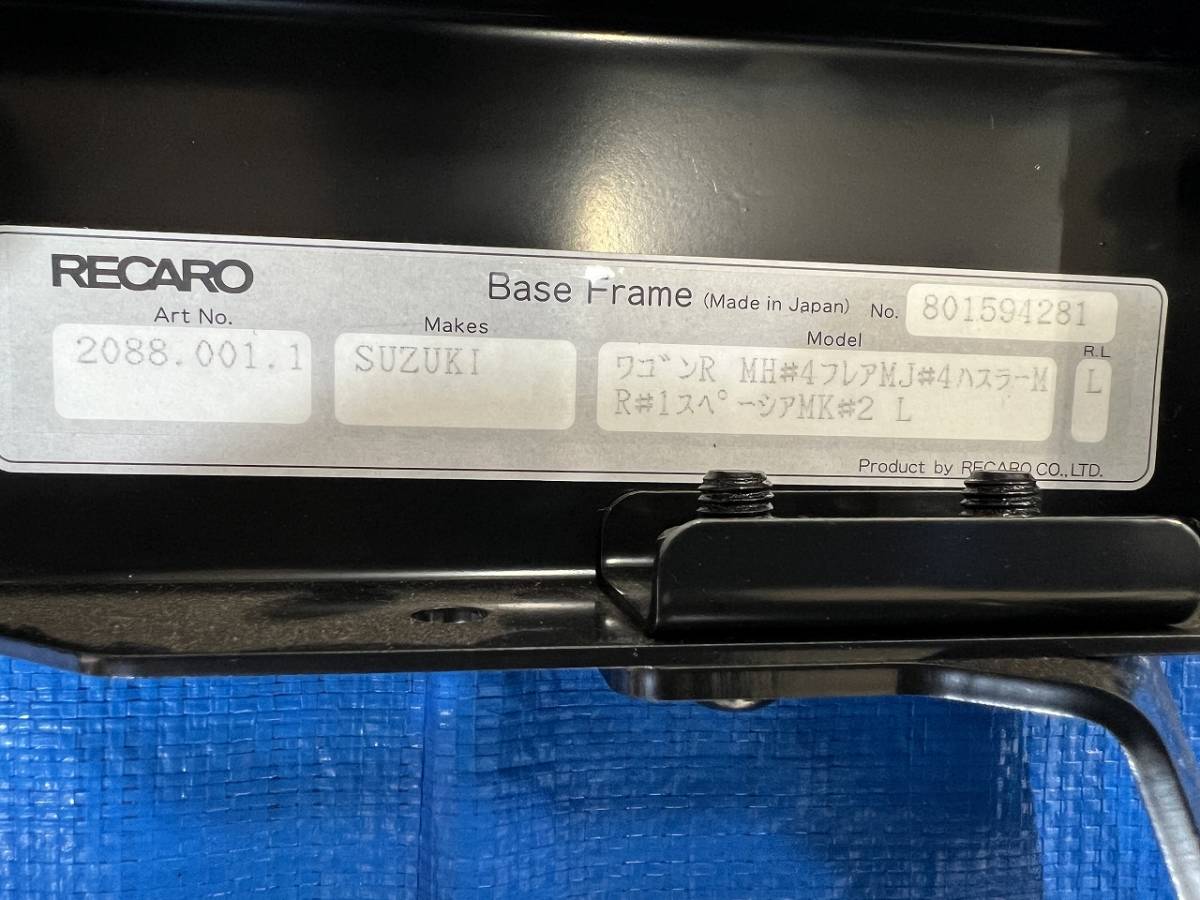 RECARO
Base Frame (Made in Japan) No. 801594281
Art No. Makes Model R.L
2088.001.1 SUZUKI ワゴンR MH#4フレアMJ#4ハスラーM L
R#1スペーシアMK#2 L
Product by RECARO CO.,LTD.